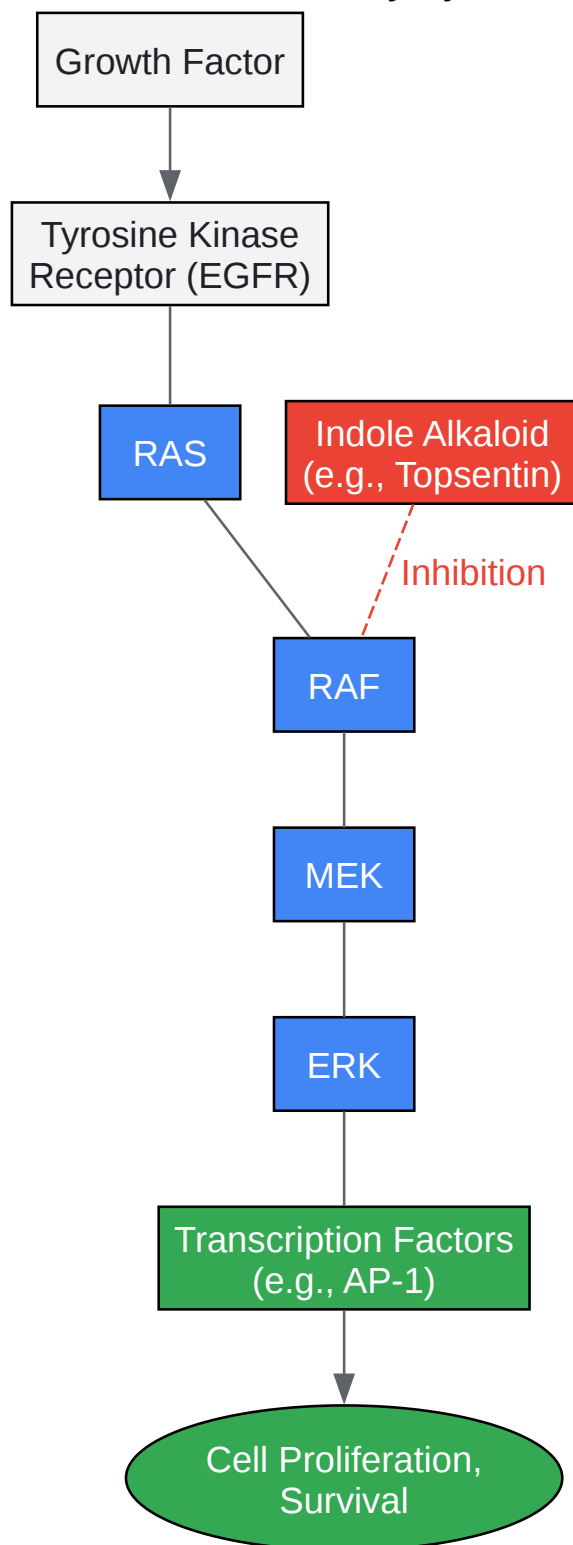 Growth Factor
Tyrosine Kinase
Receptor (EGFR)
RAS
Indole Alkaloid
(e.g., Topsentin)
Inhibition
RAF
MEK
ERK
Transcription Factors
(e.g., AP-1)
Cell Proliferation,
Survival